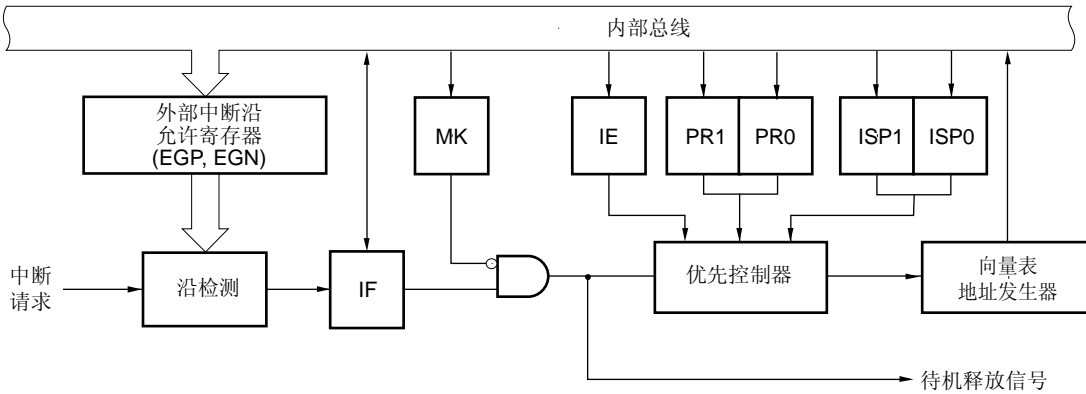 内部总线
外部中断沿
允许寄存器
(EGP, EGN)
MK
IE
PR1
PR0
ISP1
ISP0
中断
请求
沿检测
IF
优先控制器
向量表
地址发生器
待机释放信号